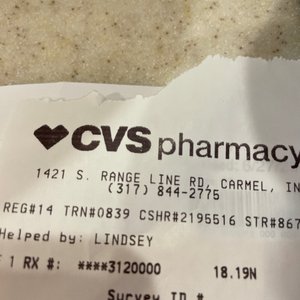 CVS pharmacy
1421 S. RANGE LINE RD, CARMEL, IN
(317) 844-2775
REG#14 TRN#0839 CSHR#2195516 STR#867
Helped by: LINDSEY
1 RX #: ****3120000 18.19N
Survey ID #